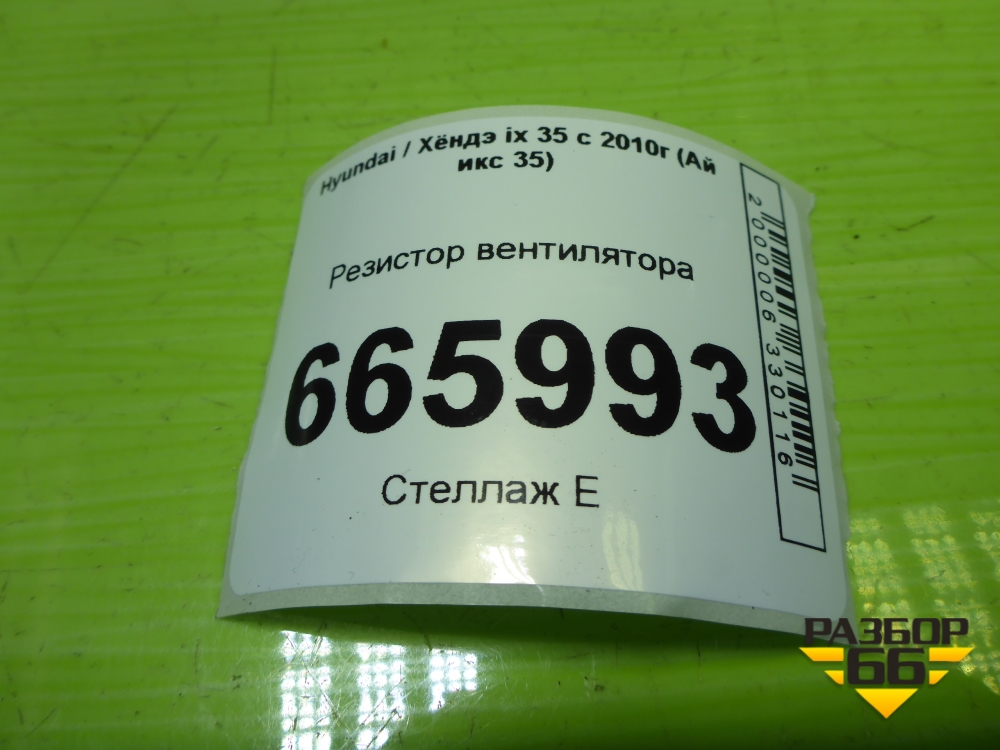 Hyundai / Хёндэ ix 35 с 2010г (Ай
икс 35)
Резистор вентилятора
665993
Стеллаж Е
2000006330116
РАЗБОР
66